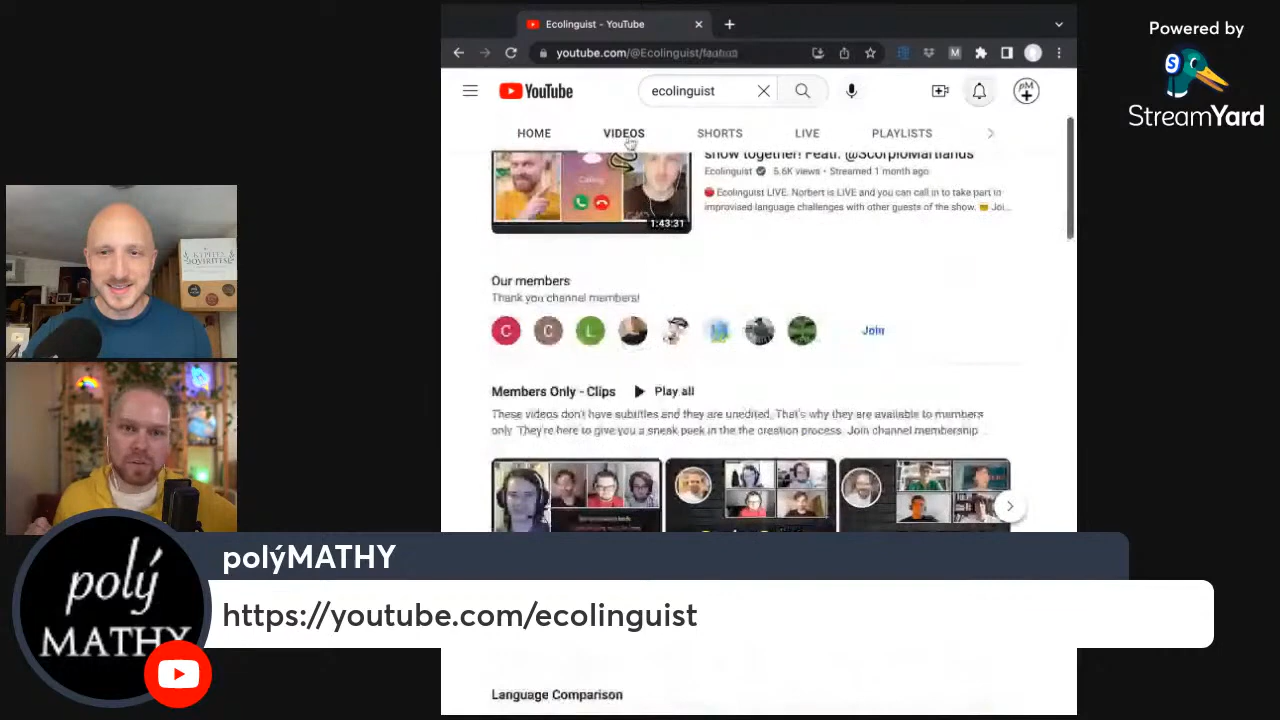 Ecolinguist - YouTube
youtube.com/@Ecolinguist/featured
YouTube
ecolinguist
HOME
VIDEOS
SHORTS
LIVE
PLAYLISTS
show together! Featr. @ScorpioMartianus
Ecolinguist 5.6K views • Streamed 1 month ago
🔴 Ecolinguist LIVE. Norbert is LIVE and you can call in to take part in
improvised language challenges with other guests of the show. 🤓 Joi...
Calling
1:43:31
Our members
Thank you channel members!
C
C
L
Join
Members Only - Clips
Play all
These videos don't have subtitles and they are unedited. That's why they are available to members
only. They're here to give you a sneak peek in the the creation process. Join channel membership ...
Language Comparison
Powered by
StreamYard
polý
MATHY
polýMATHY
https://youtube.com/ecolinguist